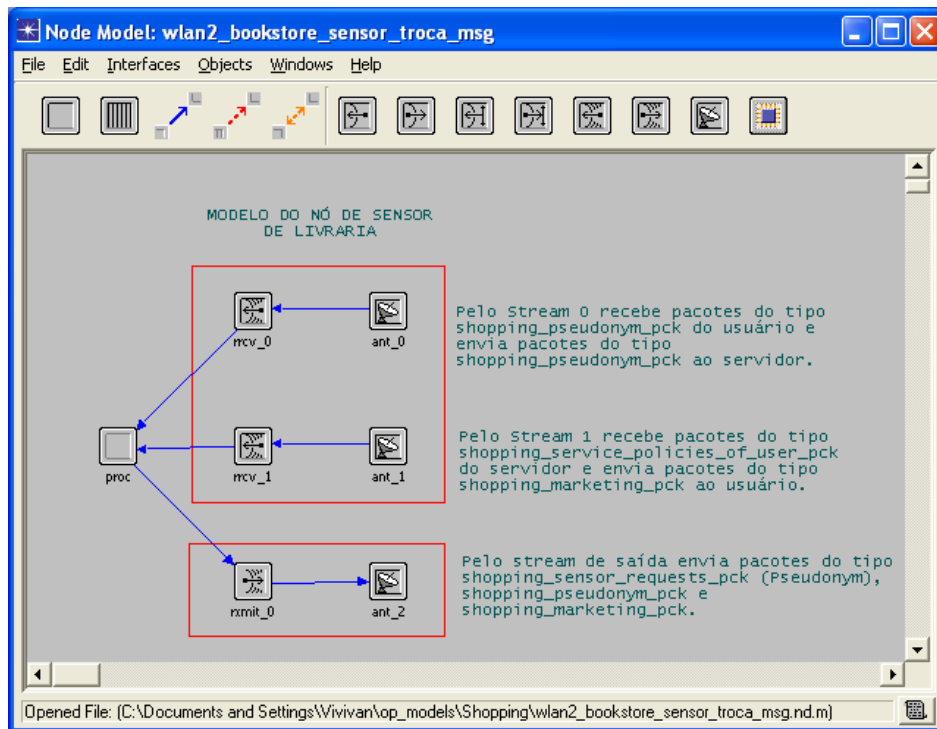 Node Model: wlan2_bookstore_sensor_troca_msg
File Edit Interfaces Objects Windows Help
MODELO DO NÓ DE SENSOR
DE LIVRARIA
rrcv_0
ant_0
Pelo Stream 0 recebe pacotes do tipo
shopping_pseudonym_pck do usuário e
envia pacotes do tipo
shopping_pseudonym_pck ao servidor.
proc
rrcv_1
ant_1
Pelo Stream 1 recebe pacotes do tipo
shopping_service_policies_of_user_pck
do servidor e envia pacotes do tipo
shopping_marketing_pck ao usuário.
rxmit_0
ant_2
Pelo stream de saída envia pacotes do tipo
shopping_sensor_requests_pck (Pseudonym),
shopping_pseudonym_pck e
shopping_marketing_pck.
Opened File: (C:\Documents and Settings\Vivivan\op_models\Shopping\wlan2_bookstore_sensor_troca_msg.nd.m)